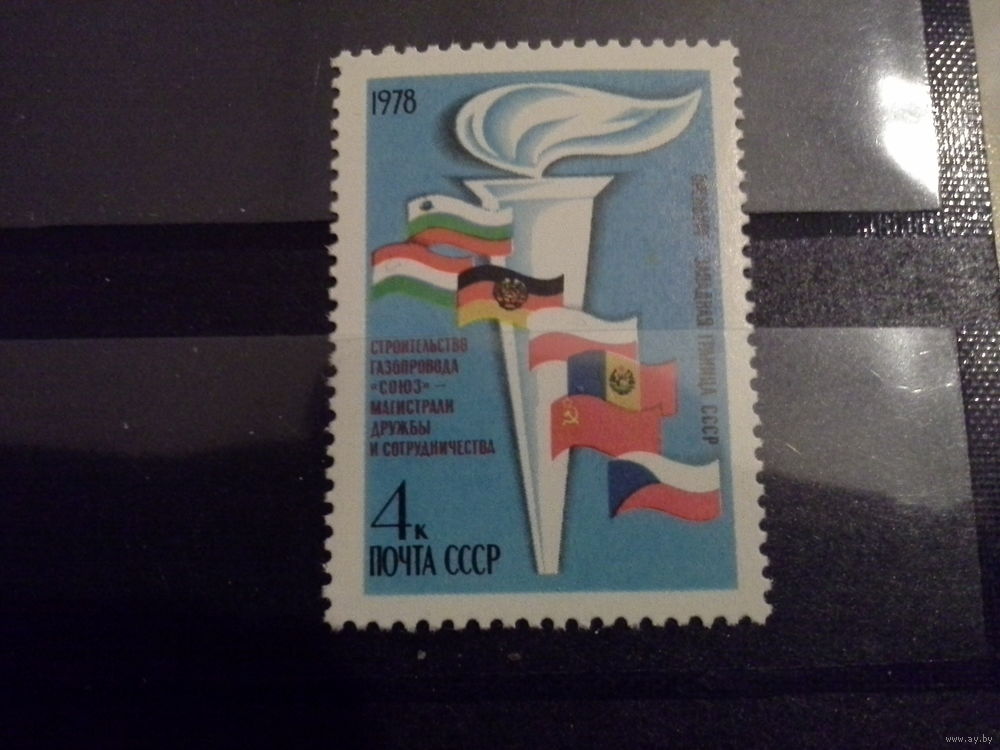 1978
СТРОИТЕЛЬСТВО
ГАЗОПРОВОДА
«СОЮЗ» –
МАГИСТРАЛИ
ДРУЖБЫ
И СОТРУДНИЧЕСТВА
4к
ПОЧТА СССР
ЗАПАДНАЯ ГРАНИЦА СССР
www.ay.by